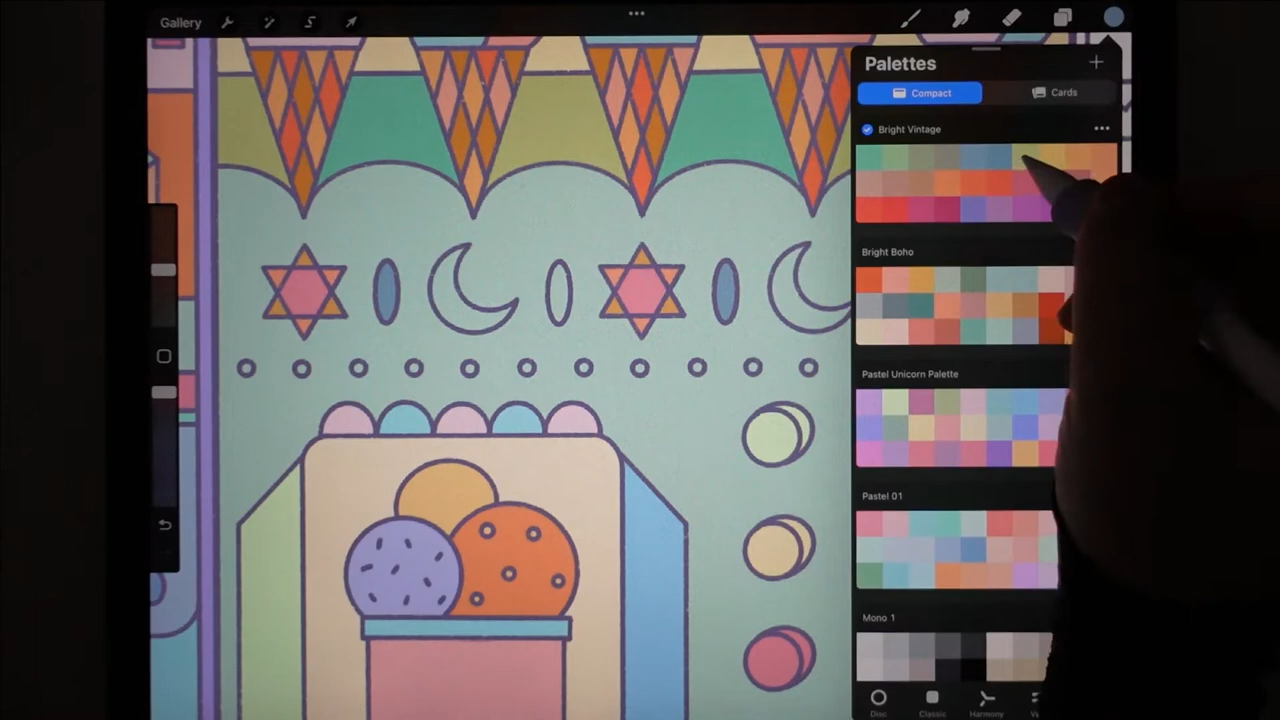 Gallery
Palettes
Compact
Cards
Bright Vintage
Bright Boho
Pastel Unicorn Palette
Pastel 01
Mono 1
Disc
Classic
Harmony